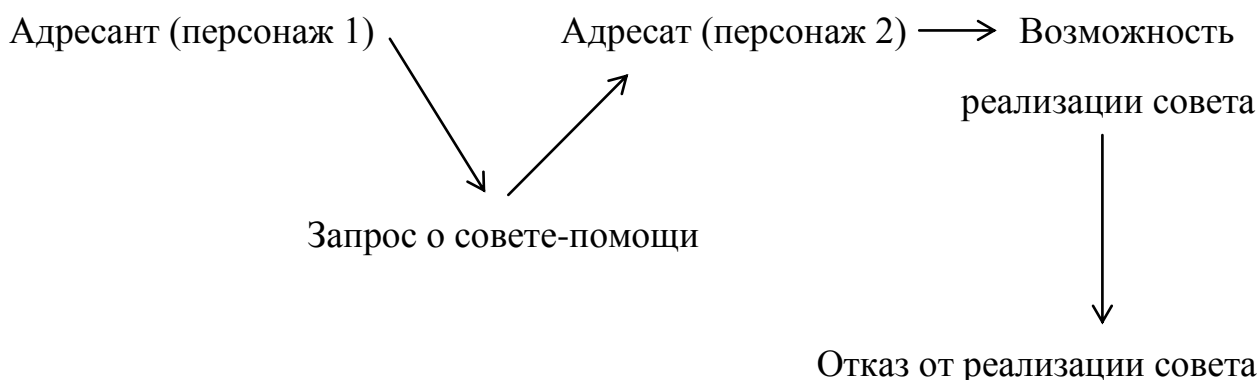 Адресант (персонаж 1)
Адресат (персонаж 2)
Возможность
реализации совета
Запрос о совете-помощи
Отказ от реализации совета